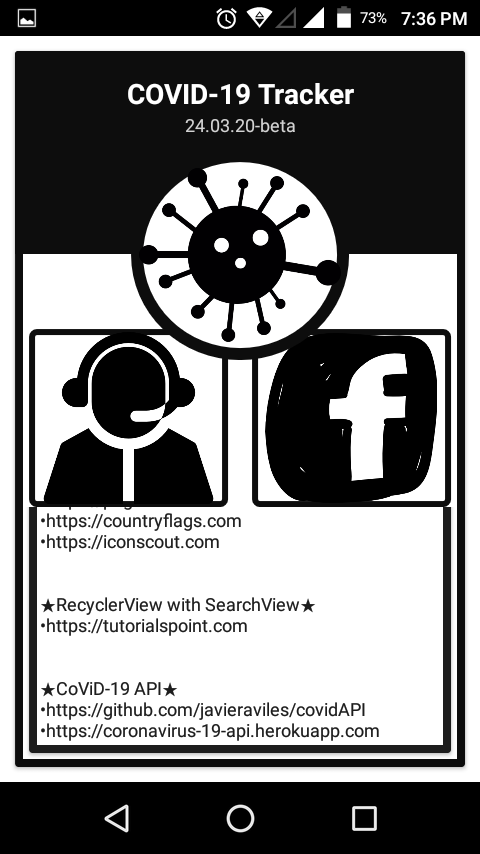 73% 7:36 PM
COVID-19 Tracker
24.03.20-beta
f
•https://countryflags.com
•https://iconscout.com
★RecyclerView with SearchView★
•https://tutorialspoint.com
★CoViD-19 API★
•https://github.com/javieraviles/covidAPI
•https://coronavirus-19-api.herokuapp.com